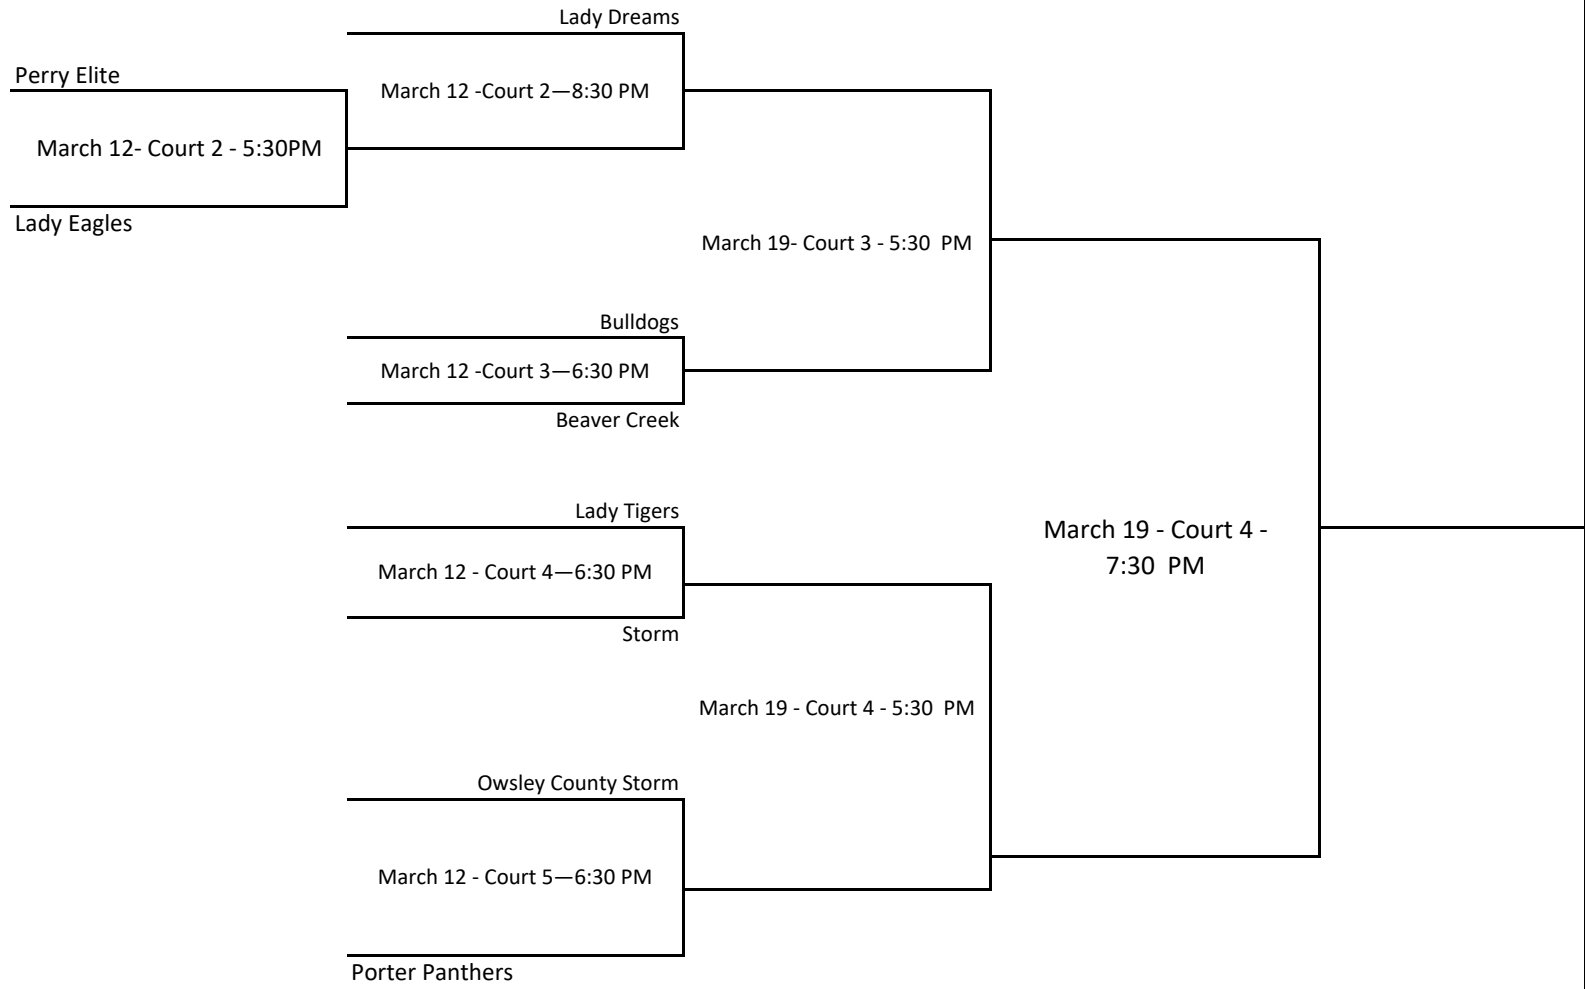 Lady Dreams
Perry Elite
March 12 -Court 2—8:30 PM
March 12- Court 2 - 5:30PM
Lady Eagles
March 19- Court 3 - 5:30  PM
Bulldogs
March 12 -Court 3—6:30 PM
Beaver Creek
Lady Tigers
March 19 - Court 4 -
7:30  PM
March 12 - Court 4—6:30 PM
Storm
March 19 - Court 4 - 5:30  PM
Owsley County Storm
March 12 - Court 5—6:30 PM
Porter Panthers